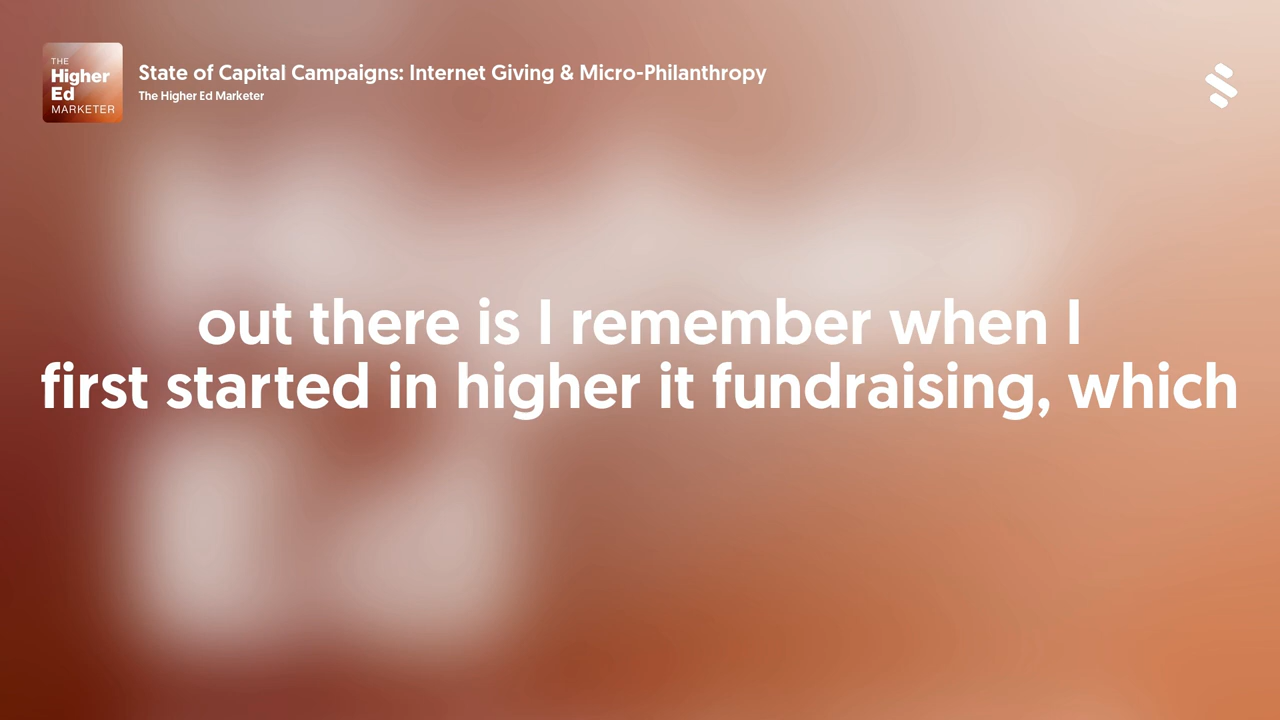 THE
Higher
Ed
MARKETER
State of Capital Campaigns: Internet Giving & Micro-Philanthropy
The Higher Ed Marketer
out there is I remember when I
first started in higher it fundraising, which